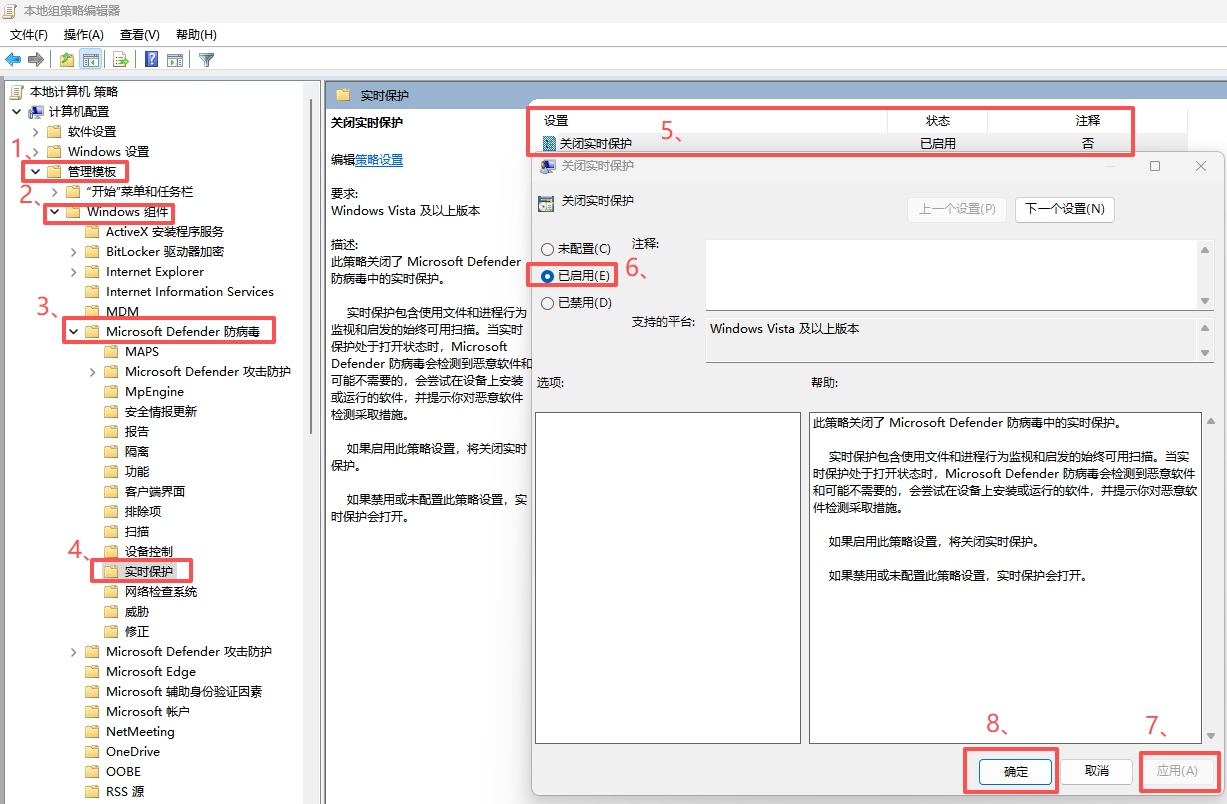 本地组策略编辑器
文件(F) 操作(A) 查看(V) 帮助(H)
本地计算机 策略
计算机配置
软件设置
1、
Windows 设置
管理模板
2、
“开始”菜单和任务栏
Windows 组件
ActiveX 安装程序服务
BitLocker 驱动器加密
Internet Explorer
Internet Information Services
3、
MDM
Microsoft Defender 防病毒
MAPS
Microsoft Defender 攻击防护
MpEngine
安全情报更新
报告
隔离
功能
客户端界面
排除项
扫描
4、
设备控制
实时保护
网络检查系统
威胁
修正
Microsoft Defender 攻击防护
Microsoft Edge
Microsoft 辅助身份验证因素
Microsoft 帐户
NetMeeting
OneDrive
OOBE
RSS 源
实时保护
关闭实时保护
编辑策略设置
要求:
Windows Vista 及以上版本
描述:
此策略关闭了 Microsoft Defender
防病毒中的实时保护。
实时保护包含使用文件和进程行为
监视和启发的始终可用扫描。当实时
保护处于打开状态时，Microsoft
Defender 防病毒会检测到恶意软件和
可能不需要的，会尝试在设备上安装
或运行的软件，并提示你对恶意软件
检测采取措施。
如果启用此策略设置，将关闭实时
保护。
如果禁用或未配置此策略设置，实
时保护会打开。
设置 状态 注释
5、
关闭实时保护 已启用 否
关闭实时保护
关闭实时保护
上一个设置(P) 下一个设置(N)
未配置(C)
已启用(E)
6、
已禁用(D)
注释:
支持的平台:
Windows Vista 及以上版本
选项:
帮助:
此策略关闭了 Microsoft Defender 防病毒中的实时保护。
实时保护包含使用文件和进程行为监视和启发的始终可用扫描。当实
时保护处于打开状态时，Microsoft Defender 防病毒会检测到恶意软件
和可能不需要的，会尝试在设备上安装或运行的软件，并提示你对恶意软
件检测采取措施。
如果启用此策略设置，将关闭实时保护。
如果禁用或未配置此策略设置，实时保护会打开。
8、
7、
确定 取消 应用(A)